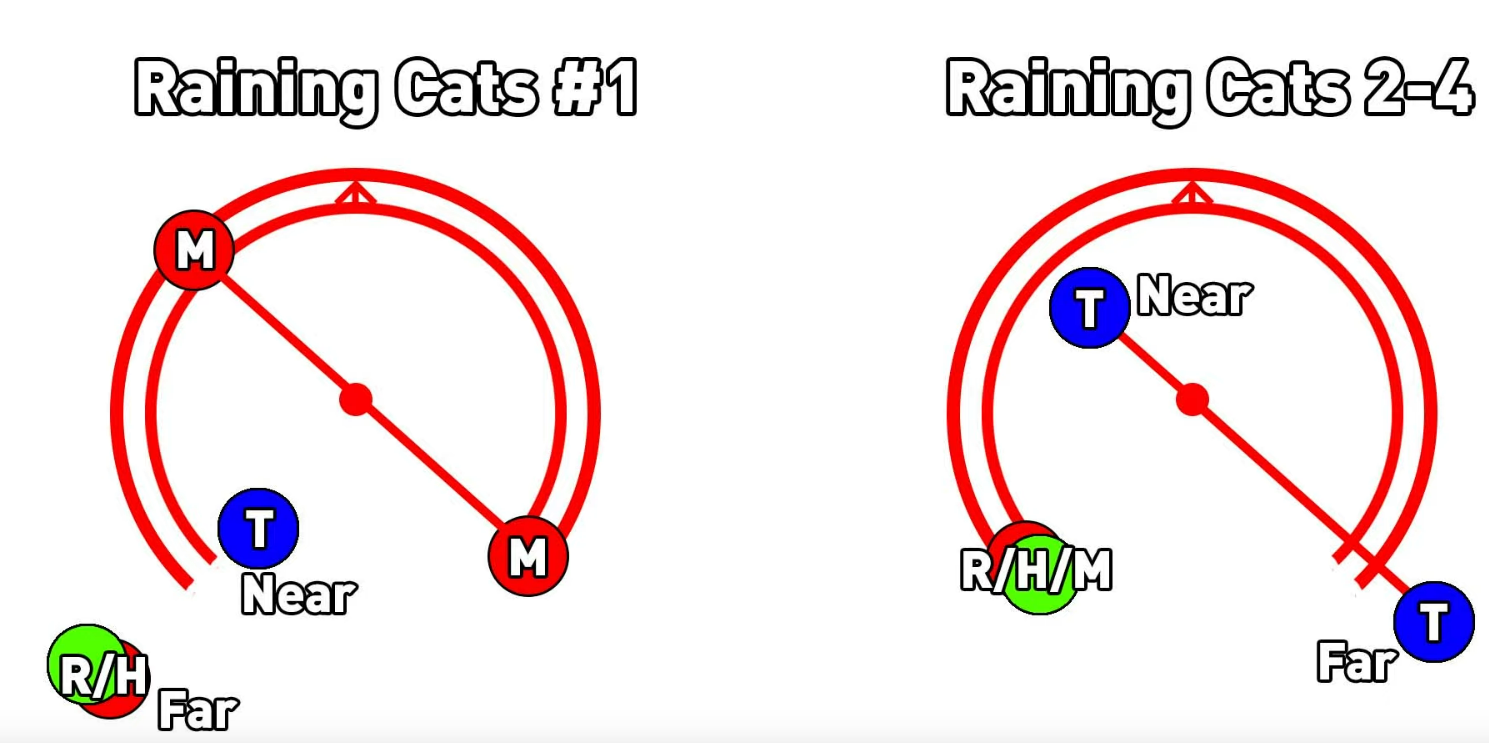 Raining Cats #1
M
M
T
Near
R/H
Far
Raining Cats 2-4
T
Near
R/H/M
T
Far